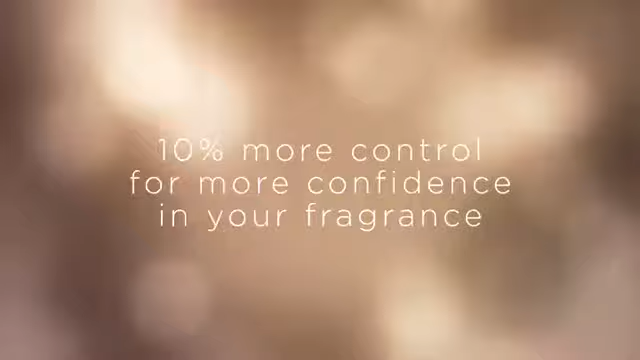 10% more control
for more confidence
in your fragrance